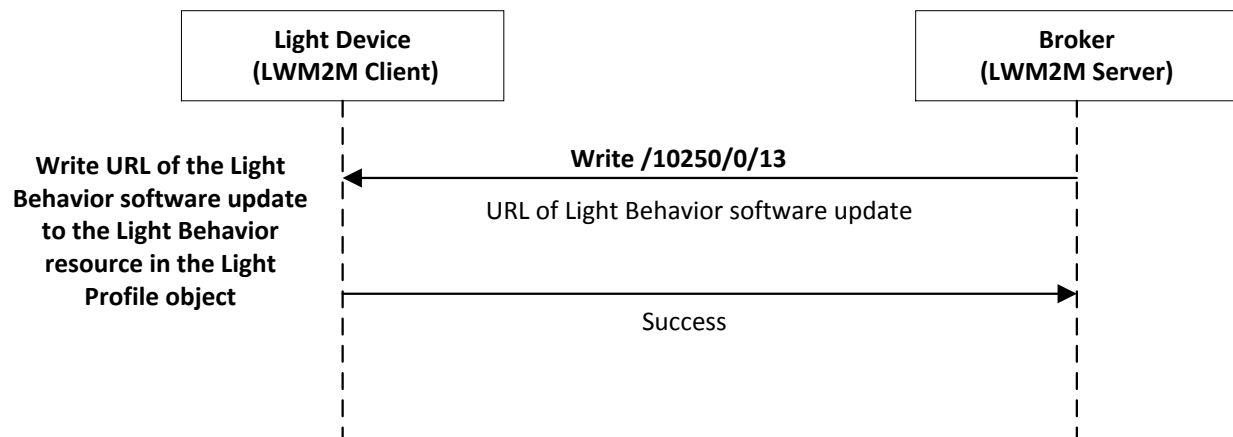 Light Device
(LWM2M Client)
Broker
(LWM2M Server)
Write URL of the Light
Behavior software update
to the Light Behavior
resource in the Light
Profile object
Write /10250/0/13
URL of Light Behavior software update
Success